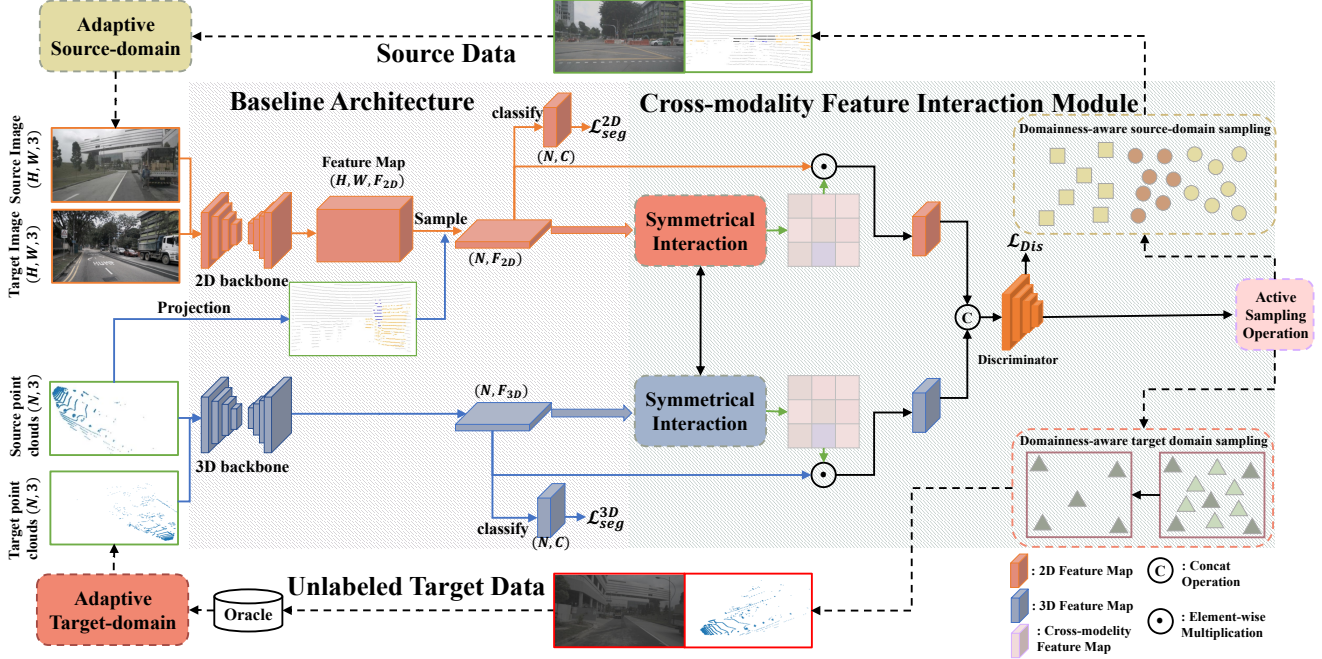 Adaptive
Source-domain
Source Data
Baseline Architecture
Cross-modality Feature Interaction Module
Source Image
(H, W, 3)
Target Image
(H, W, 3)
2D backbone
Feature Map
(H, W, F_{2D})
Sample
(N, F_{2D})
classify
(N, C)
ℒ_{seg}^{2D}
Symmetrical
Interaction
Domainness-aware source-domain sampling
ℒ_{Dis}
C
Discriminator
Active
Sampling
Operation
Projection
Source point
clouds (N, 3)
Target point
clouds (N, 3)
3D backbone
(N, F_{3D})
classify
(N, C)
ℒ_{seg}^{3D}
Symmetrical
Interaction
Domainness-aware target domain sampling
Adaptive
Target-domain
Oracle
Unlabeled Target Data
: 2D Feature Map
: 3D Feature Map
: Cross-modelity
Feature Map
C
: Concat
Operation
: Element-wise
Multiplication